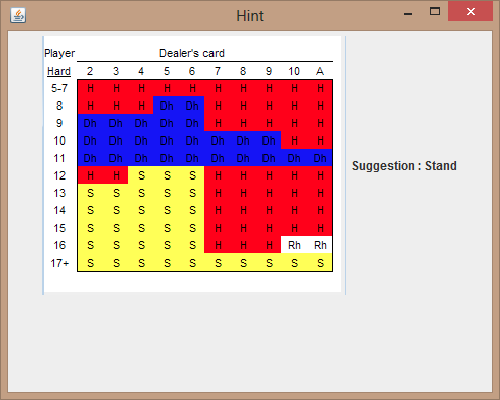 Hint
Player Dealer's card
Hard 2 3 4 5 6 7 8 9 10 A
5-7 H H H H H H H H H H
8 H H H Dh Dh H H H H H
9 Dh Dh Dh Dh Dh H H H H H
10 Dh Dh Dh Dh Dh Dh Dh Dh H H
11 Dh Dh Dh Dh Dh Dh Dh Dh Dh Dh
12 H H S S S H H H H H
13 S S S S S H H H H H
14 S S S S S H H H H H
15 S S S S S H H H H H
16 S S S S S H H H Rh Rh
17+ S S S S S S S S S S
Suggestion : Stand